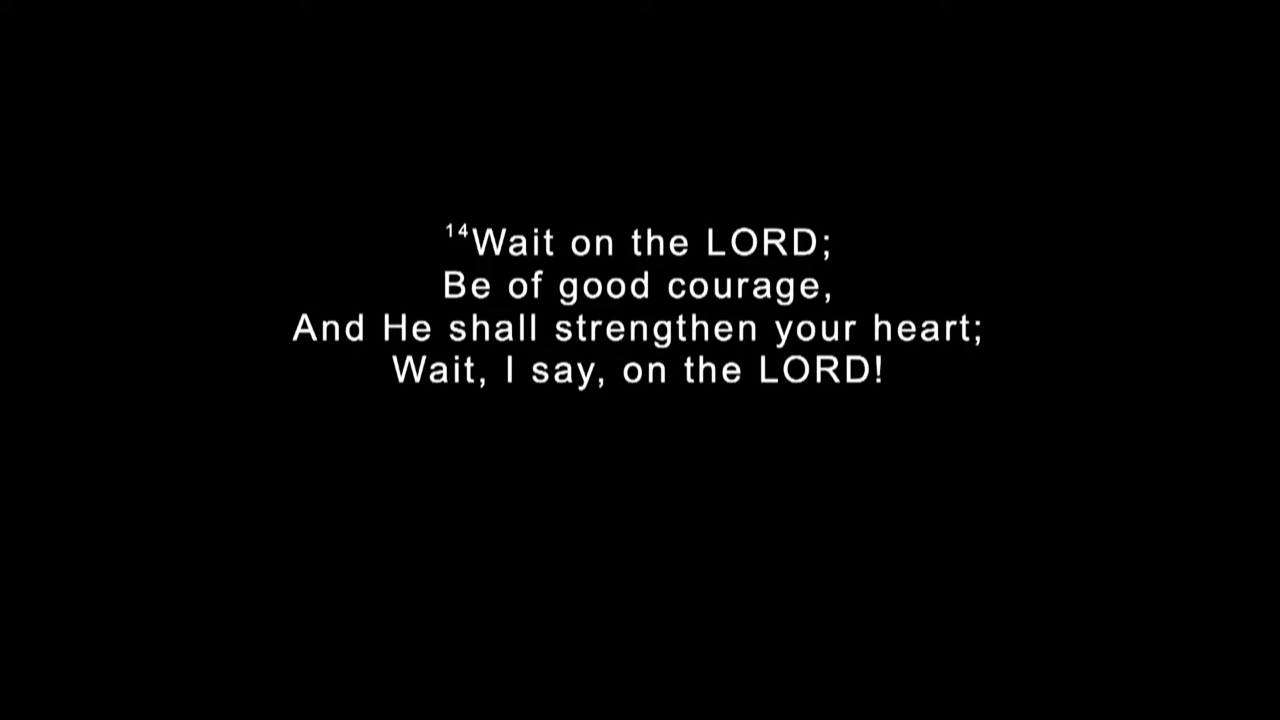 ¹⁴Wait on the LORD;
Be of good courage,
And He shall strengthen your heart;
Wait, I say, on the LORD!